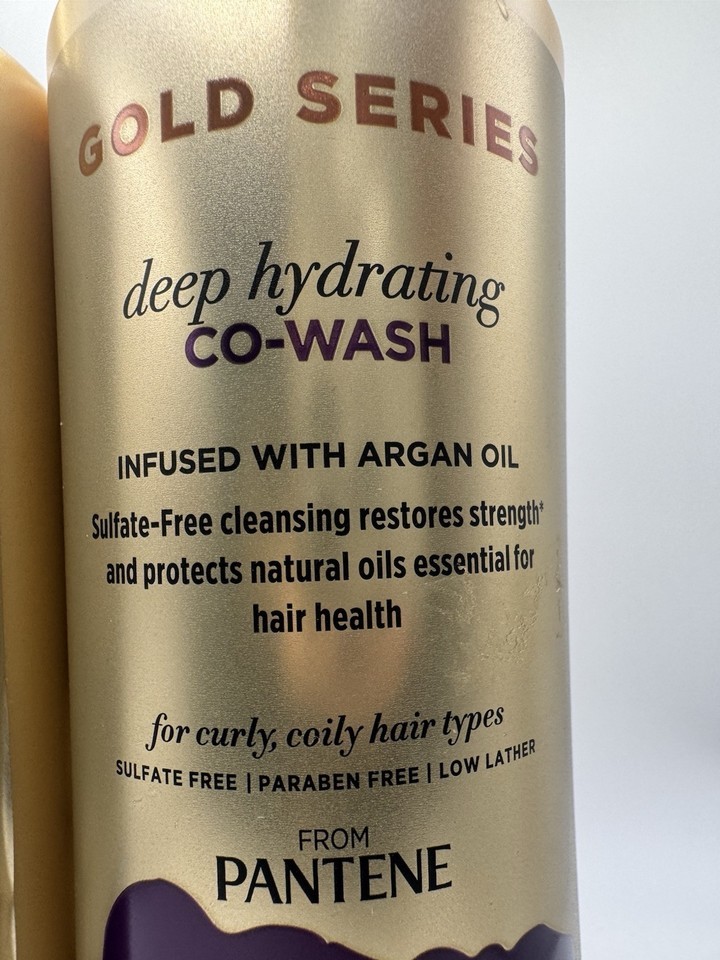 GOLD SERIES
deep hydrating
CO-WASH
INFUSED WITH ARGAN OIL
Sulfate-Free cleansing restores strength*
and protects natural oils essential for
hair health
for curly, coily hair types
SULFATE FREE | PARABEN FREE | LOW LATHER
FROM
PANTENE